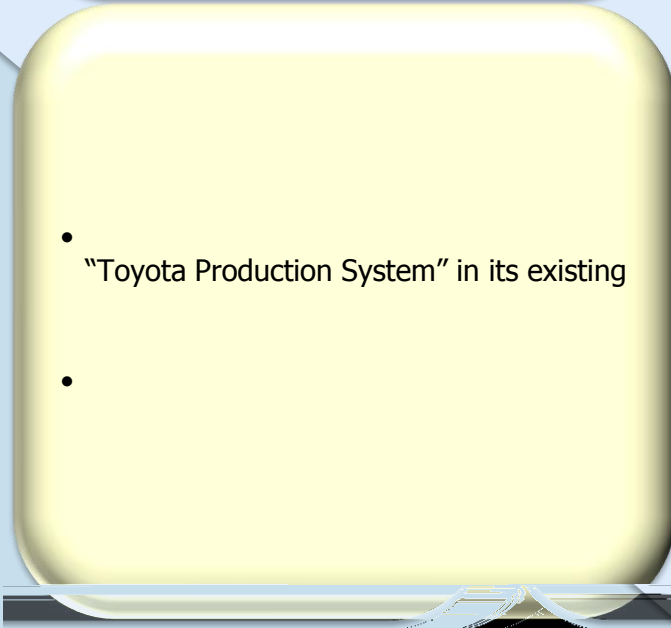 •
“Toyota Production System” in its existing
•